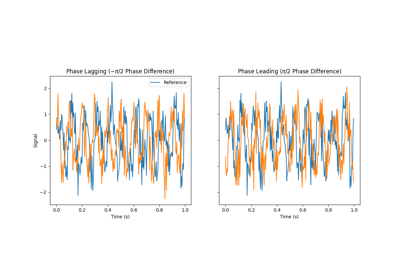 Phase Lagging (−π/2 Phase Difference)
Phase Leading (π/2 Phase Difference)
Reference
Signal
2
1
0
−1
−2
0.0 0.2 0.4 0.6 0.8 1.0
0.0 0.2 0.4 0.6 0.8 1.0
Time (s)
Time (s)